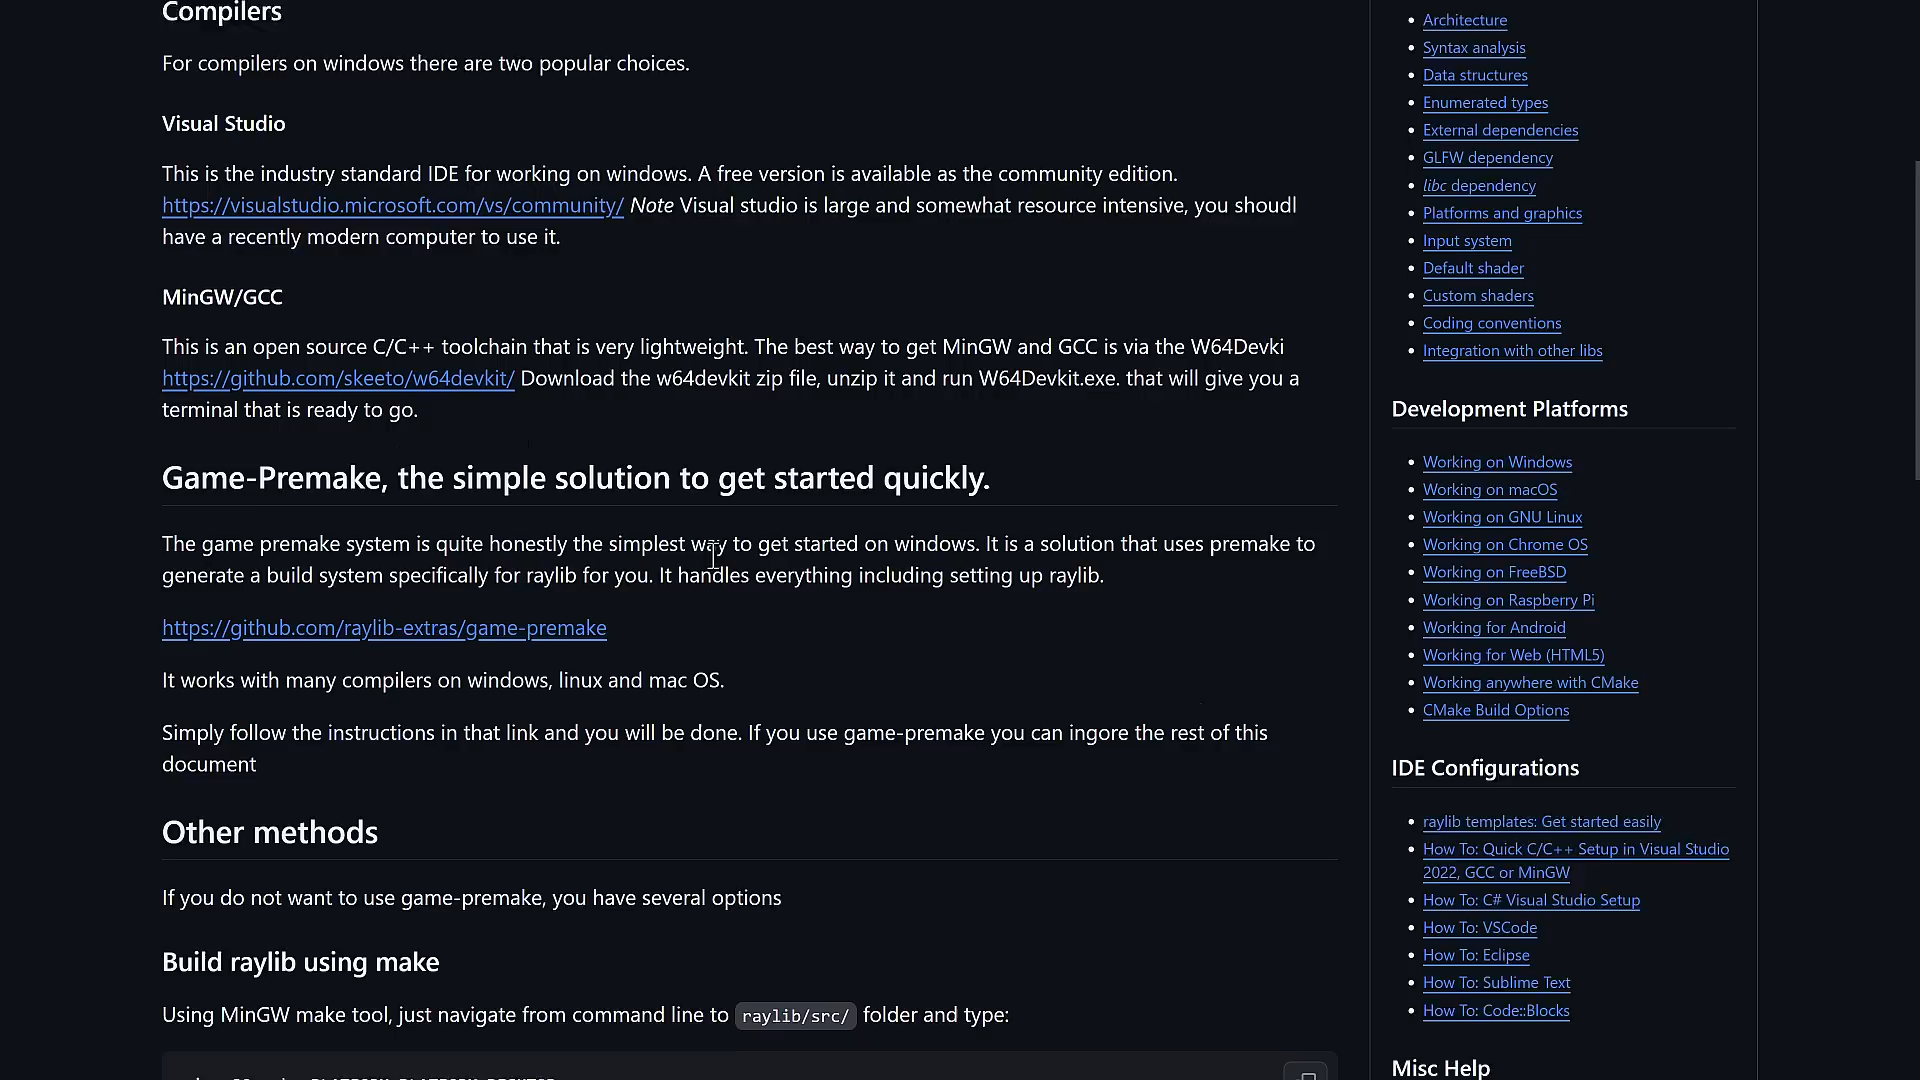 Compilers
For compilers on windows there are two popular choices.
Visual Studio
This is the industry standard IDE for working on windows. A free version is available as the community edition.
https://visualstudio.microsoft.com/vs/community/ Note Visual studio is large and somewhat resource intensive, you shoudl
have a recently modern computer to use it.
MinGW/GCC
This is an open source C/C++ toolchain that is very lightweight. The best way to get MinGW and GCC is via the W64Devki
https://github.com/skeeto/w64devkit/ Download the w64devkit zip file, unzip it and run W64Devkit.exe. that will give you a
terminal that is ready to go.
Game-Premake, the simple solution to get started quickly.
The game premake system is quite honestly the simplest way to get started on windows. It is a solution that uses premake to
generate a build system specifically for raylib for you. It handles everything including setting up raylib.
https://github.com/raylib-extras/game-premake
It works with many compilers on windows, linux and mac OS.
Simply follow the instructions in that link and you will be done. If you use game-premake you can ingore the rest of this
document
Other methods
If you do not want to use game-premake, you have several options
Build raylib using make
Using MinGW make tool, just navigate from command line to raylib/src/ folder and type:
Architecture
Syntax analysis
Data structures
Enumerated types
External dependencies
GLFW dependency
libc dependency
Platforms and graphics
Input system
Default shader
Custom shaders
Coding conventions
Integration with other libs
Development Platforms
Working on Windows
Working on macOS
Working on GNU Linux
Working on Chrome OS
Working on FreeBSD
Working on Raspberry Pi
Working for Android
Working for Web (HTML5)
Working anywhere with CMake
CMake Build Options
IDE Configurations
raylib templates: Get started easily
How To: Quick C/C++ Setup in Visual Studio
2022, GCC or MinGW
How To: C# Visual Studio Setup
How To: VSCode
How To: Eclipse
How To: Sublime Text
How To: Code::Blocks
Misc Help